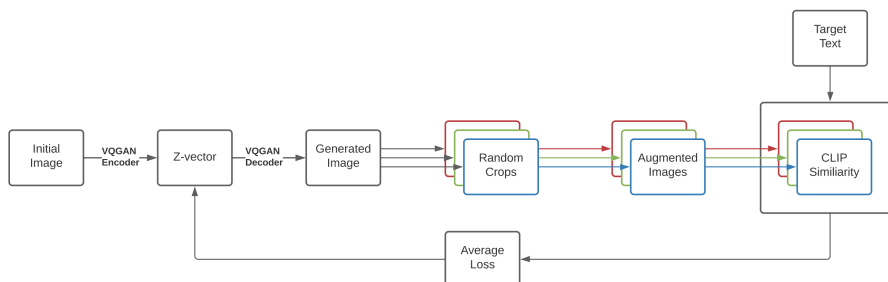 Target
Text
Initial
Image
VQGAN
Encoder
Z-vector
VQGAN
Decoder
Generated
Image
Random
Crops
Augmented
Images
CLIP
Similiarity
Average
Loss